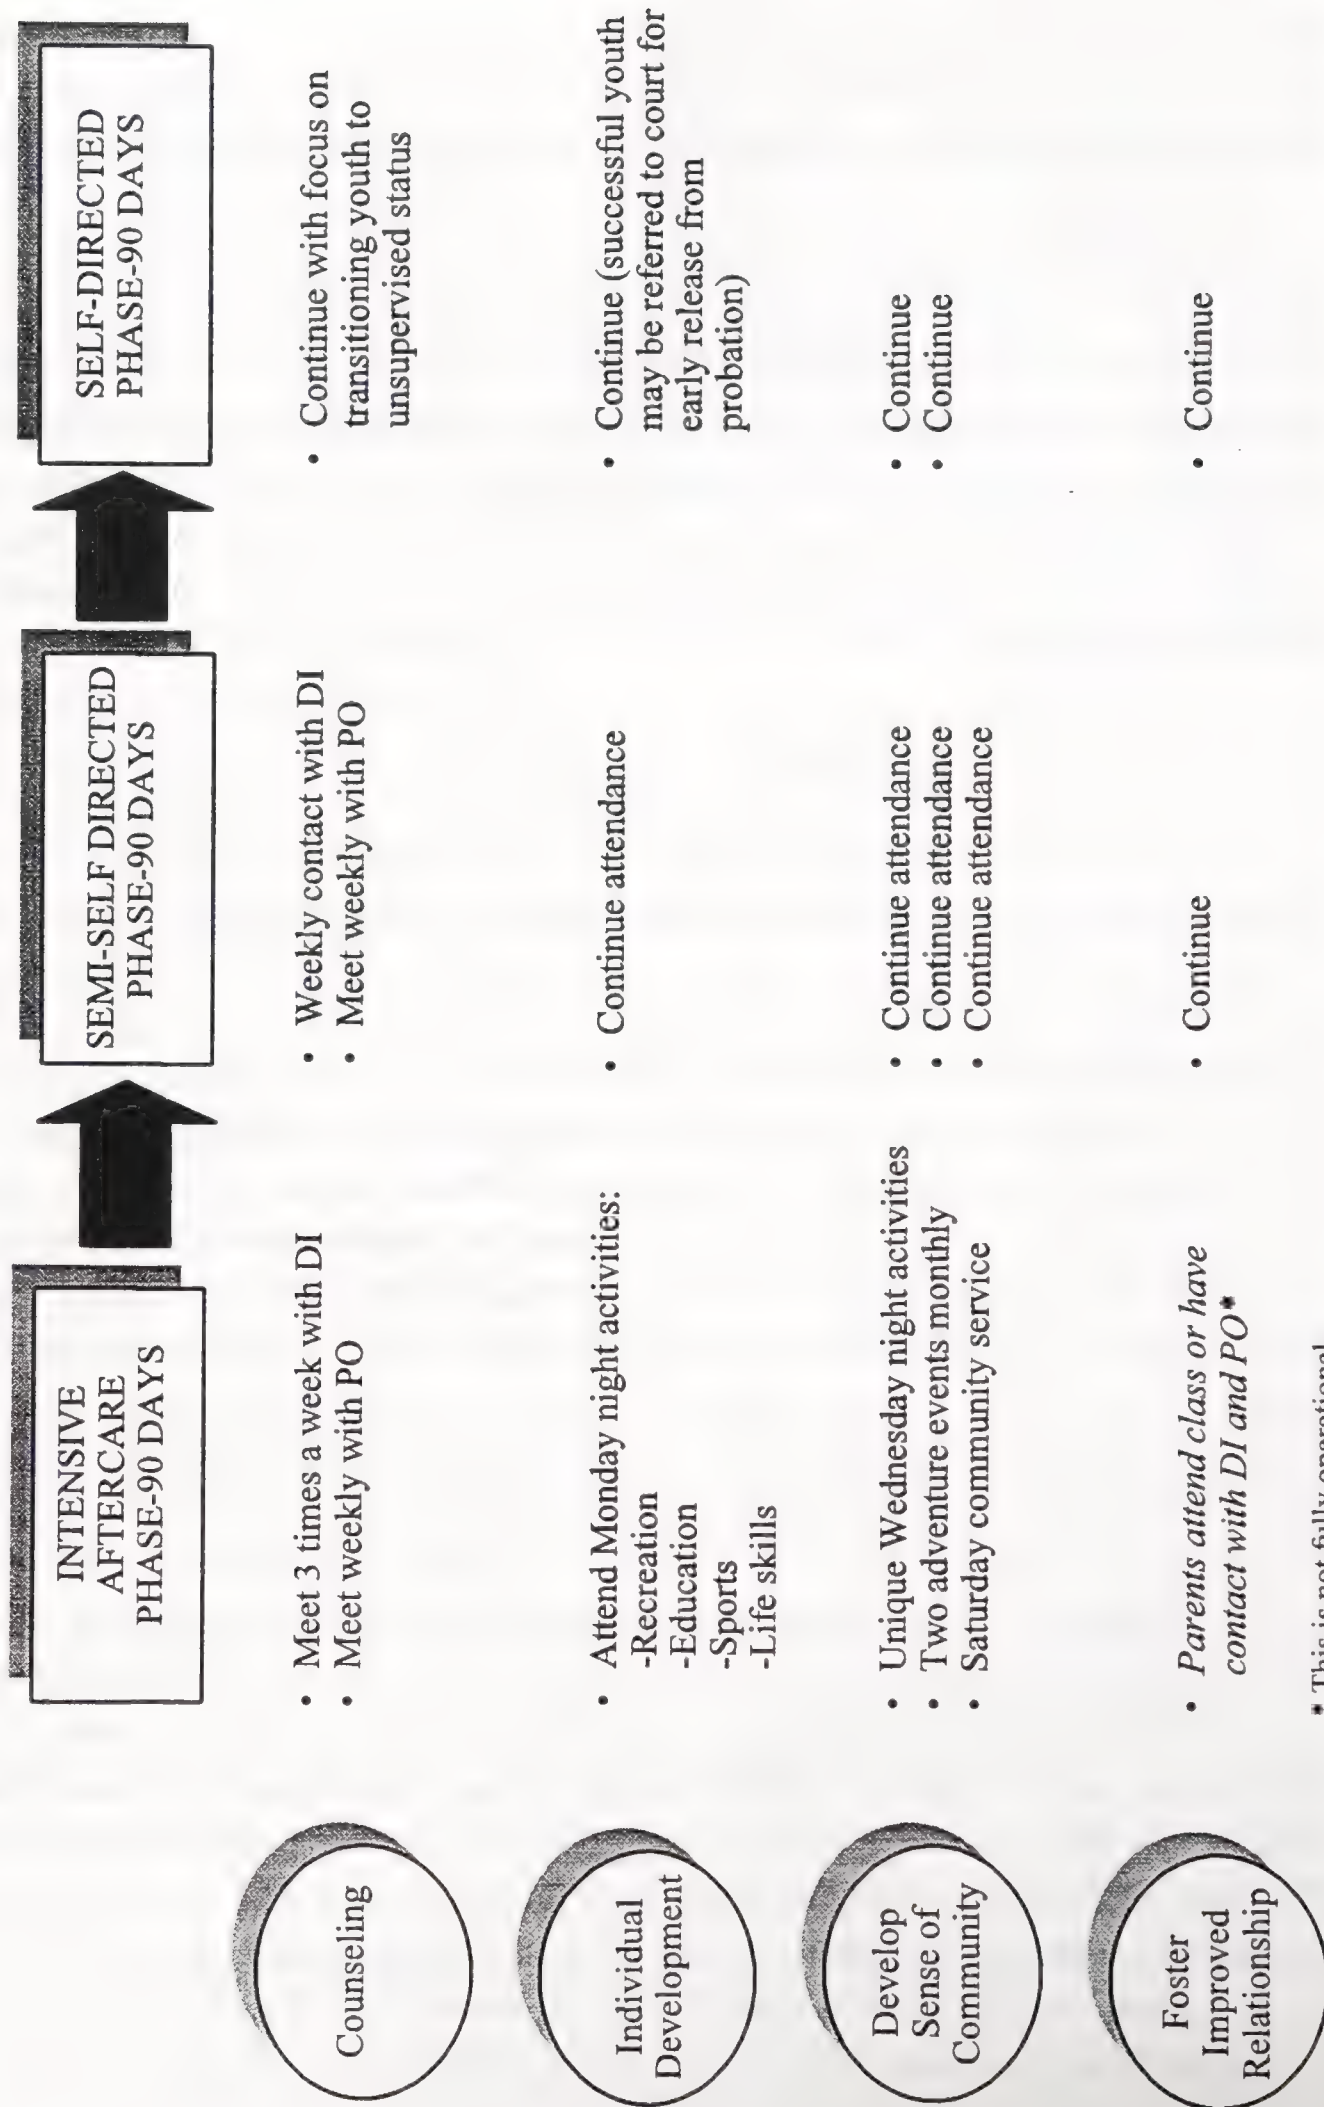 INTENSIVE
AFTERCARE
PHASE-90 DAYS
SEMI-SELF DIRECTED
PHASE-90 DAYS
SELF-DIRECTED
PHASE-90 DAYS
Counseling
• Meet 3 times a week with DI
• Meet weekly with PO
• Weekly contact with DI
• Meet weekly with PO
• Continue with focus on
transitioning youth to
unsupervised status
Individual
Development
• Attend Monday night activities:
-Recreation
-Education
-Sports
-Life skills
• Continue attendance
• Continue (successful youth
may be referred to court for
early release from
probation)
Develop
Sense of
Community
• Unique Wednesday night activities
• Two adventure events monthly
• Saturday community service
• Continue attendance
• Continue attendance
• Continue attendance
• Continue
• Continue
Foster
Improved
Relationship
• Parents attend class or have
contact with DI and PO*
• Continue
• Continue
* This is not fully operational